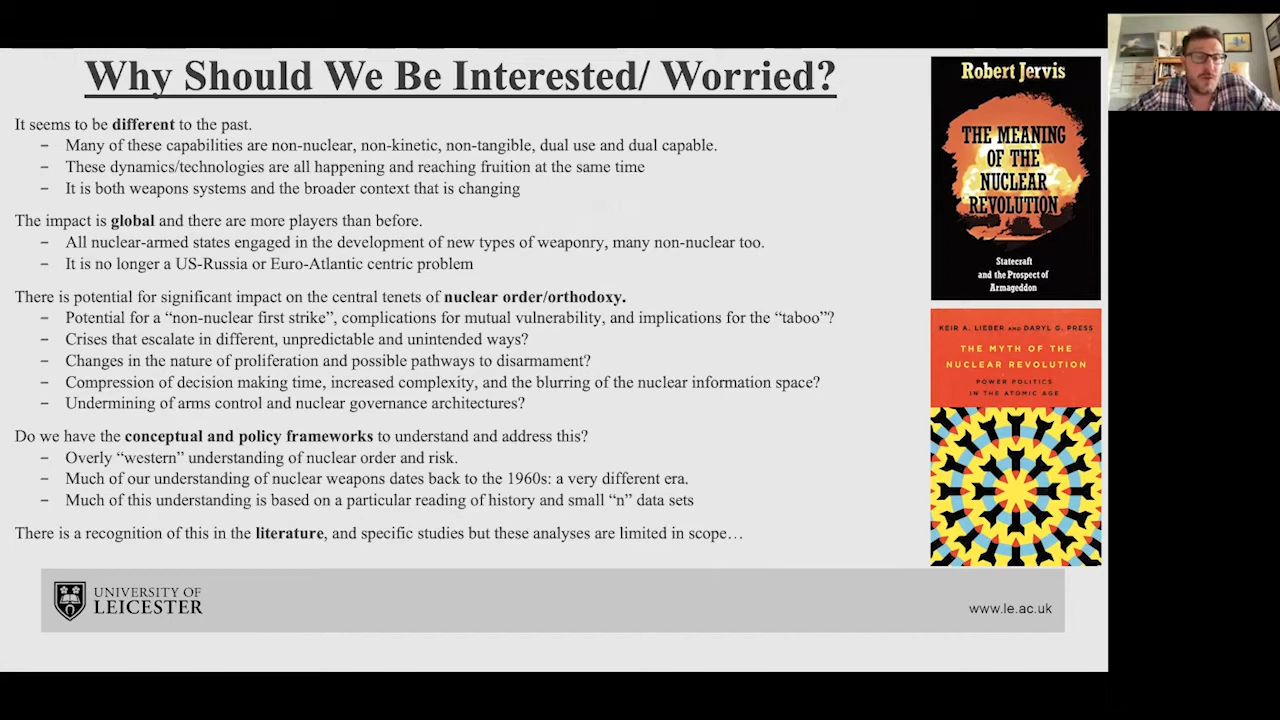 Why Should We Be Interested/ Worried?
It seems to be different to the past.
− Many of these capabilities are non-nuclear, non-kinetic, non-tangible, dual use and dual capable.
− These dynamics/technologies are all happening and reaching fruition at the same time
− It is both weapons systems and the broader context that is changing
The impact is global and there are more players than before.
− All nuclear-armed states engaged in the development of new types of weaponry, many non-nuclear too.
− It is no longer a US-Russia or Euro-Atlantic centric problem
There is potential for significant impact on the central tenets of nuclear order/orthodoxy.
− Potential for a “non-nuclear first strike”, complications for mutual vulnerability, and implications for the “taboo”?
− Crises that escalate in different, unpredictable and unintended ways?
− Changes in the nature of proliferation and possible pathways to disarmament?
− Compression of decision making time, increased complexity, and the blurring of the nuclear information space?
− Undermining of arms control and nuclear governance architectures?
Do we have the conceptual and policy frameworks to understand and address this?
− Overly “western” understanding of nuclear order and risk.
− Much of our understanding of nuclear weapons dates back to the 1960s: a very different era.
− Much of this understanding is based on a particular reading of history and small “n” data sets
There is a recognition of this in the literature, and specific studies but these analyses are limited in scope…
Robert Jervis
THE MEANING
OF THE
NUCLEAR
REVOLUTION
Statecraft
and the Prospect of
Armageddon
KEIR A. LIEBER AND DARYL G. PRESS
THE MYTH OF THE
NUCLEAR REVOLUTION
POWER POLITICS
IN THE ATOMIC AGE
UNIVERSITY OF
LEICESTER
www.le.ac.uk